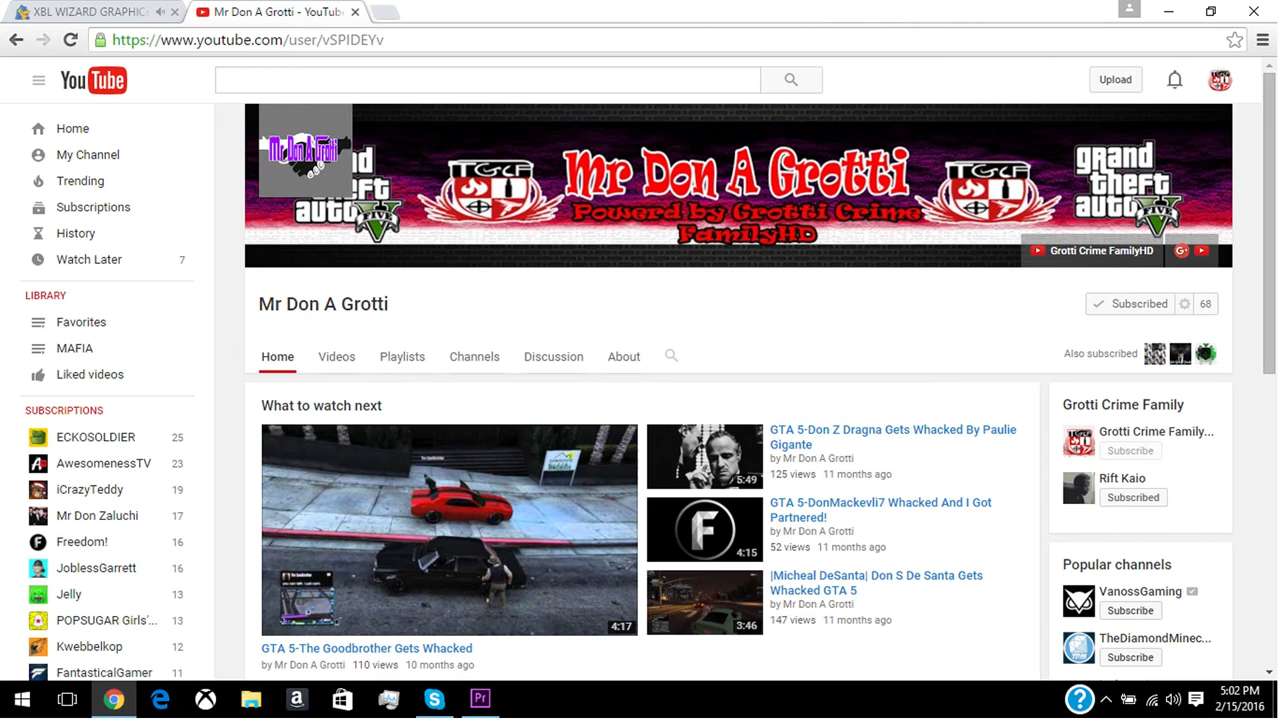 XBL WIZARD GRAPHIC
Mr Don A Grotti - YouTub
https://www.youtube.com/user/vSPIDEYv
YouTube
Upload
Home
My Channel
Trending
Subscriptions
History
Watch Later 7
LIBRARY
Favorites
MAFIA
Liked videos
SUBSCRIPTIONS
ECKOSOLDIER 25
AwesomenessTV 23
iCrazyTeddy 19
Mr Don Zaluchi 17
Freedom! 16
JoblessGarrett 16
Jelly 13
POPSUGAR Girls'... 13
Kwebbelkop 12
FantasticalGamer 11
Mr Don A Grotti
grand theft auto V FIVE
TGCF
Mr Don A Grotti
Powerd by Grotti Crime
FamilyHD
TGCF
grand theft auto V FIVE
Grotti Crime FamilyHD
Mr Don A Grotti
Subscribed 68
Home Videos Playlists Channels Discussion About
Also subscribed
What to watch next
4:17
GTA 5-The Goodbrother Gets Whacked
by Mr Don A Grotti 110 views 10 months ago
5:49
GTA 5-Don Z Dragna Gets Whacked By Paulie
Gigante
by Mr Don A Grotti
125 views 11 months ago
F
4:15
GTA 5-DonMackevli7 Whacked And I Got
Partnered!
by Mr Don A Grotti
52 views 11 months ago
3:46
|Micheal DeSanta| Don S De Santa Gets
Whacked GTA 5
by Mr Don A Grotti
147 views 11 months ago
Grotti Crime Family
Grotti Crime Family...
Subscribed
Rift Kaio
Subscribed
Popular channels
VanossGaming
Subscribe
TheDiamondMinec...
Subscribe
5:02 PM
2/15/2016